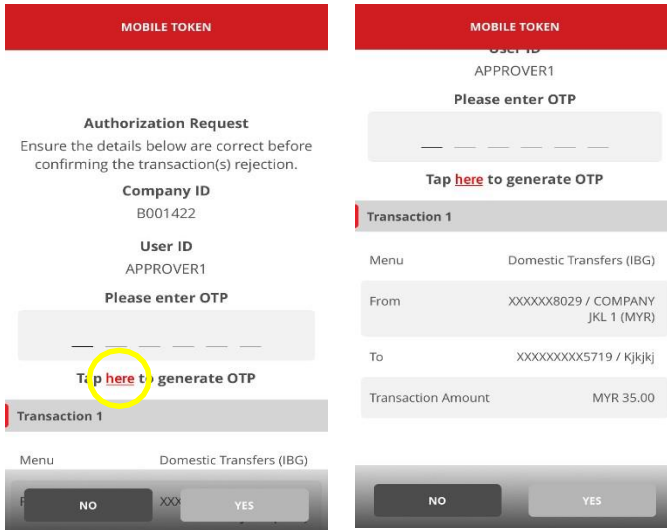 MOBILE TOKEN
Authorization Request
Ensure the details below are correct before
confirming the transaction(s) rejection.
Company ID
B001422
User ID
APPROVER1
Please enter OTP
Tap here to generate OTP
Transaction 1
Menu Domestic Transfers (IBG)
XXX
NO YES
MOBILE TOKEN
User ID
APPROVER1
Please enter OTP
Tap here to generate OTP
Transaction 1
Menu Domestic Transfers (IBG)
From XXXXXX8029 / COMPANY
JKL 1 (MYR)
To XXXXXXXXX5719 / Kjkjkj
Transaction Amount MYR 35.00
NO YES